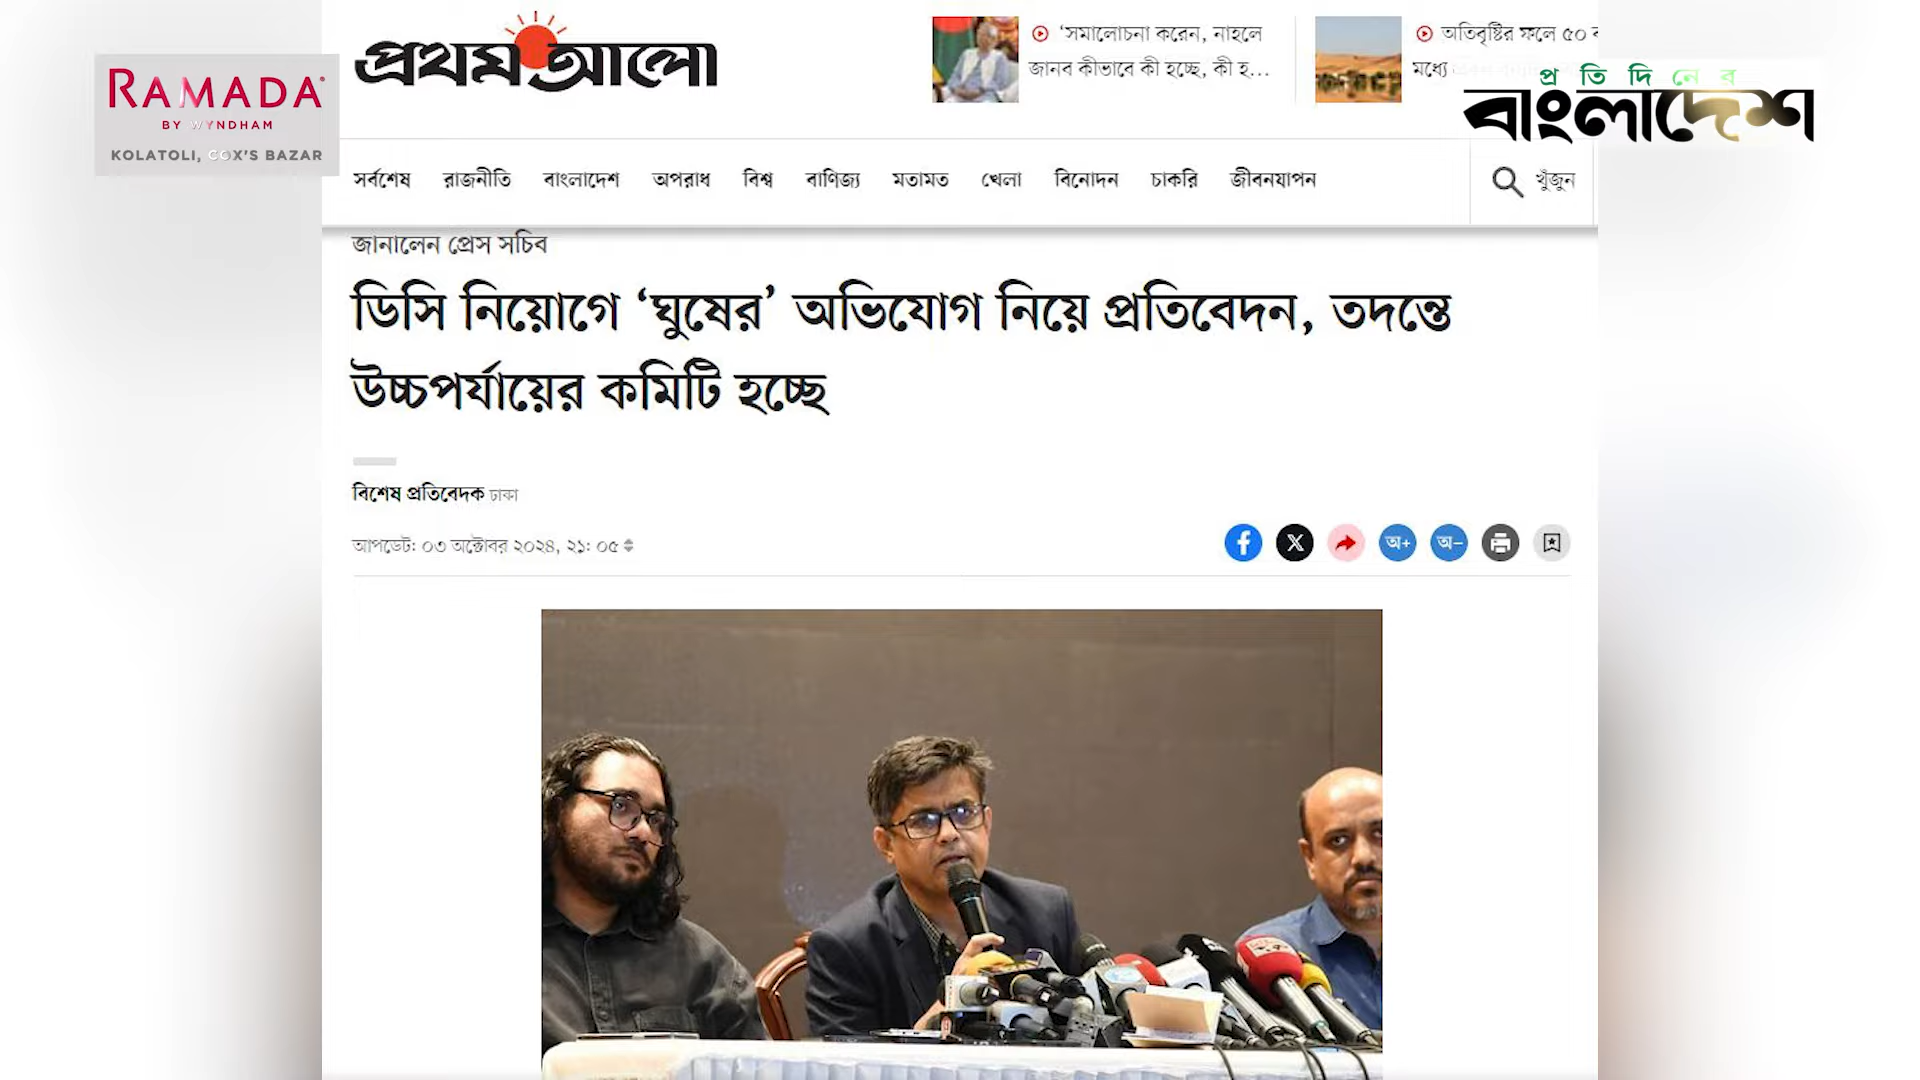 RAMADA
BY WYNDHAM
KOLATOLI, COX'S BAZAR
প্রথম আলো
‘সমালোচনা করেন, নাহলে
জানব কীভাবে কী হচ্ছে, কী হ...
অতিবৃষ্টির ফলে ৫০
মধ্যে
প্রতিদিনের
বাংলাদেশ
সর্বশেষ রাজনীতি বাংলাদেশ অপরাধ বিশ্ব বাণিজ্য মতামত খেলা বিনোদন চাকরি জীবনযাপন
খুঁজুন
জানালেন প্রেস সচিব
ডিসি নিয়োগে ‘ঘুষের’ অভিযোগ নিয়ে প্রতিবেদন, তদন্তে
উচ্চপর্যায়ের কমিটি হচ্ছে
বিশেষ প্রতিবেদক ঢাকা
আপডেট: ০৩ অক্টোবর ২০২৪, ২১: ০৫
অ+ অ–